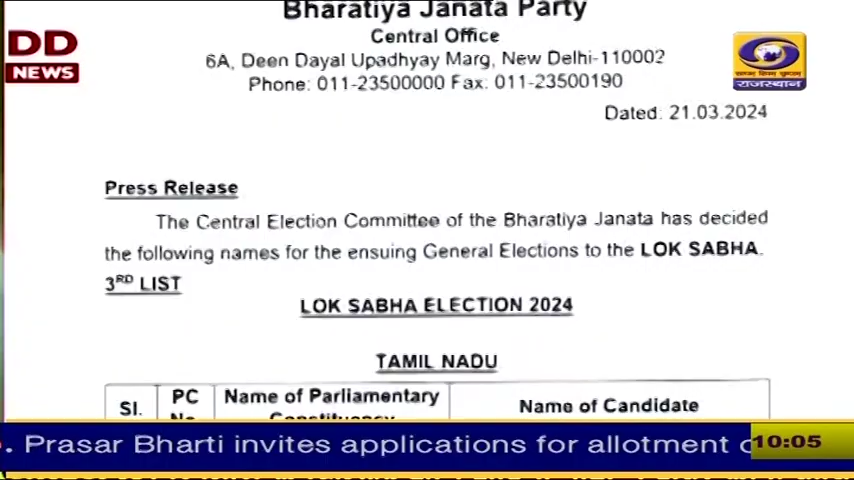 Bharatiya Janata Party
Central Office
6A, Deen Dayal Upadhyay Marg, New Delhi-110002
Phone: 011-23500000 Fax: 011-23500190
DD
NEWS
राजस्थान
Dated: 21.03.2024
Press Release
The Central Election Committee of the Bharatiya Janata has decided
the following names for the ensuing General Elections to the LOK SABHA.
3RD LIST
LOK SABHA ELECTION 2024
TAMIL NADU
Sl. PC Name of Parliamentary Name of Candidate
No. Constituency
. Prasar Bharti invites applications for allotment
10:05